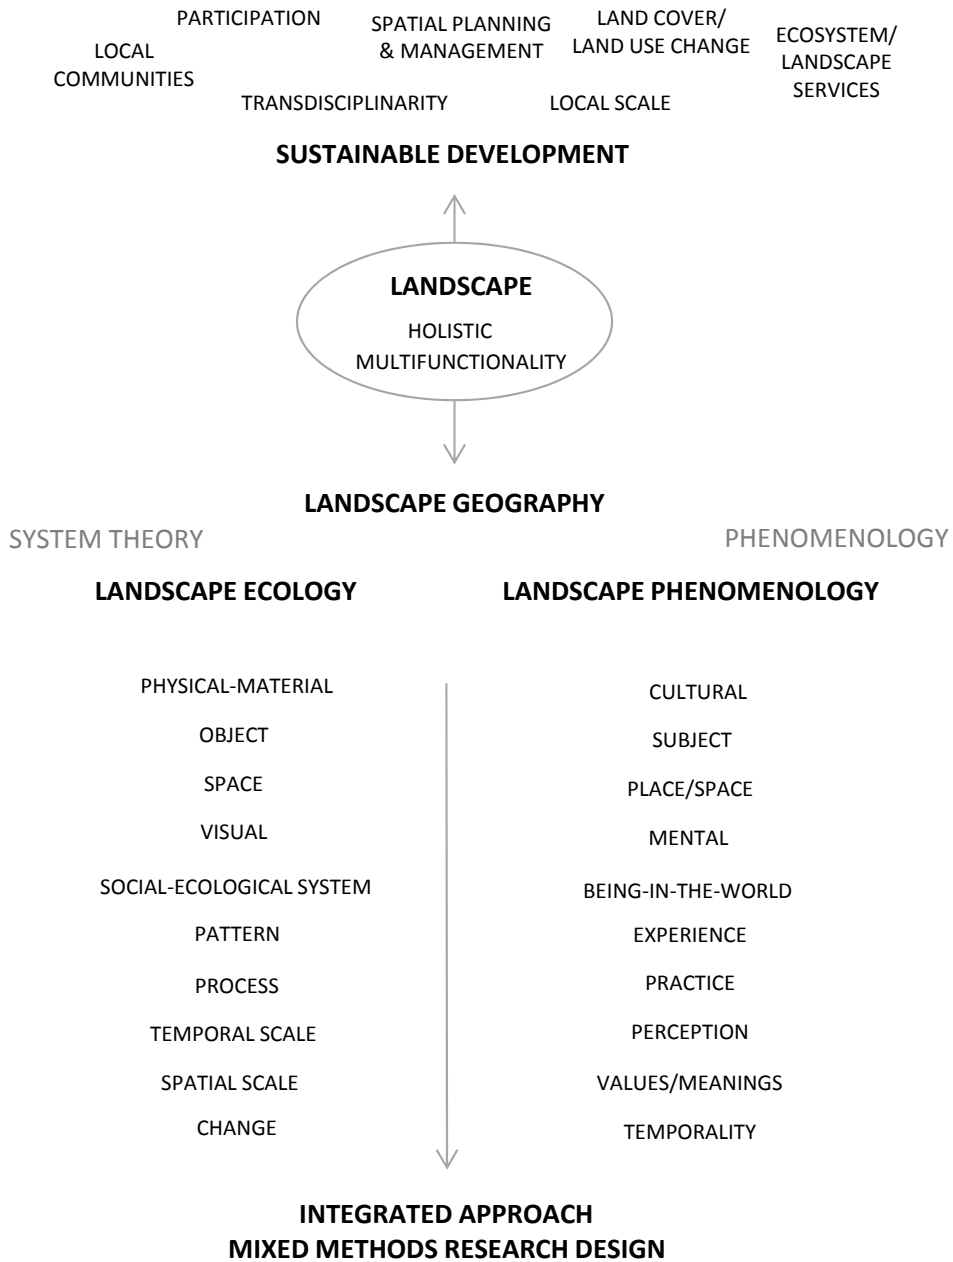 PARTICIPATION
SPATIAL PLANNING
& MANAGEMENT
LAND COVER/
LAND USE CHANGE
ECOSYSTEM/
LANDSCAPE
SERVICES
LOCAL
COMMUNITIES
TRANSDISCIPLINARITY
LOCAL SCALE
SUSTAINABLE DEVELOPMENT
LANDSCAPE
HOLISTIC
MULTIFUNCTIONALITY
LANDSCAPE GEOGRAPHY
SYSTEM THEORY
PHENOMENOLOGY
LANDSCAPE ECOLOGY
LANDSCAPE PHENOMENOLOGY
PHYSICAL-MATERIAL
OBJECT
SPACE
VISUAL
SOCIAL-ECOLOGICAL SYSTEM
PATTERN
PROCESS
TEMPORAL SCALE
SPATIAL SCALE
CHANGE
CULTURAL
SUBJECT
PLACE/SPACE
MENTAL
BEING-IN-THE-WORLD
EXPERIENCE
PRACTICE
PERCEPTION
VALUES/MEANINGS
TEMPORALITY
INTEGRATED APPROACH
MIXED METHODS RESEARCH DESIGN